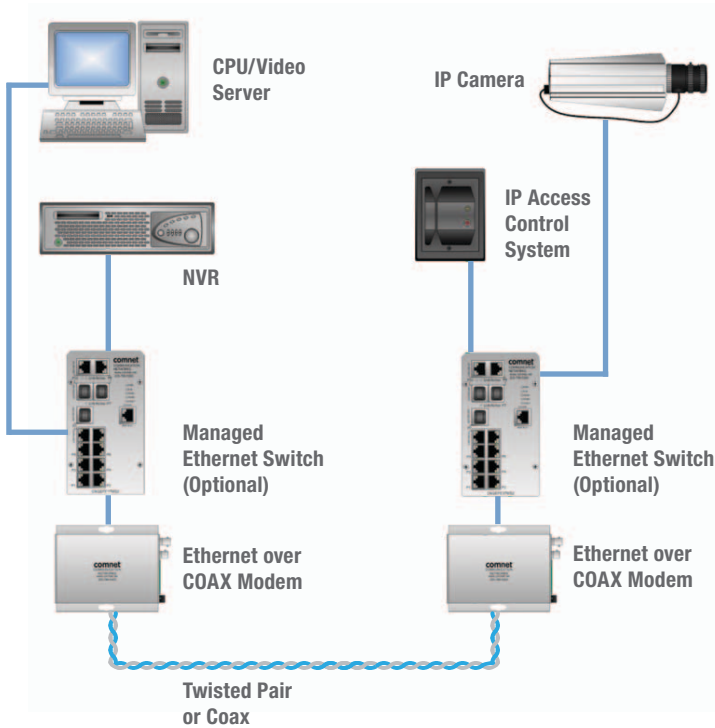 CPU/Video
Server
IP Camera
IP Access
Control
System
NVR
comnet
comnet
Managed
Ethernet Switch
(Optional)
Managed
Ethernet Switch
(Optional)
comnet
Ethernet over
COAX Modem
comnet
Ethernet over
COAX Modem
Twisted Pair
or Coax